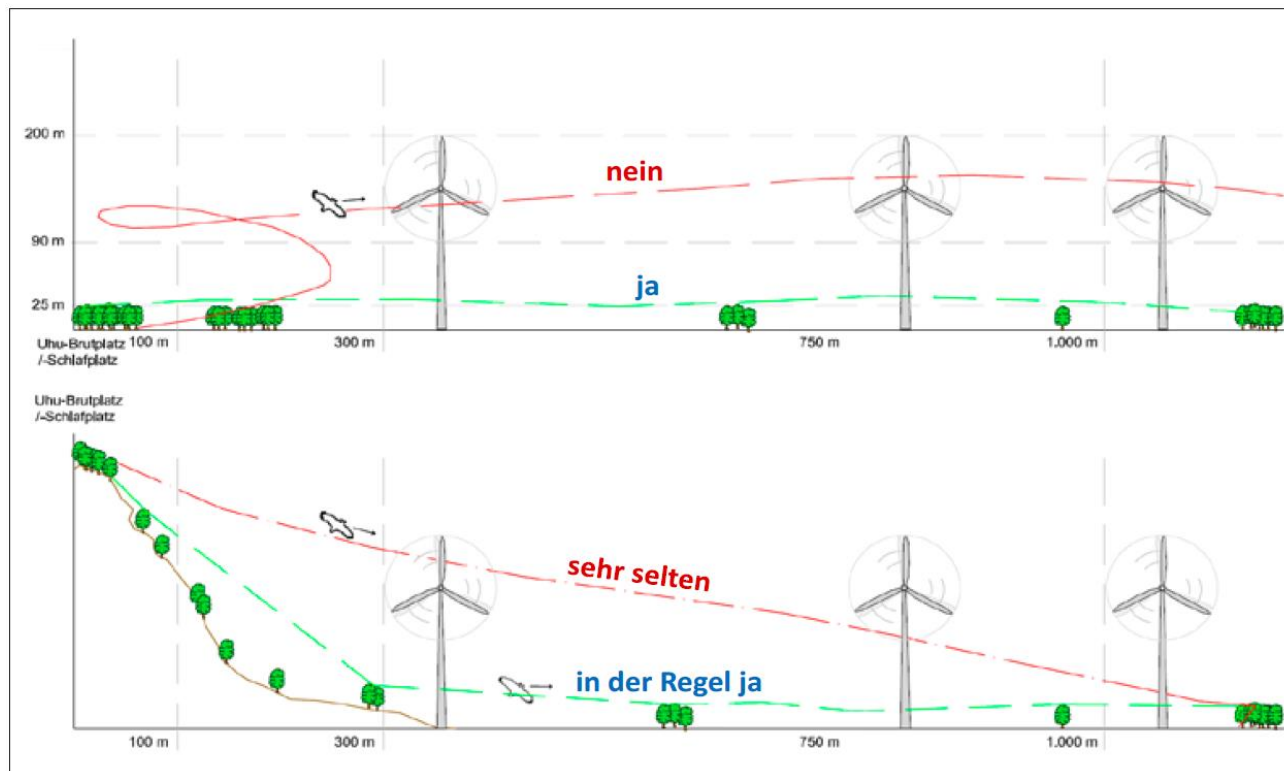 200 m
nein
90 m
ja
25 m
Uhu-Brutplatz
/-Schlafplatz
100 m
300 m
750 m
1.000 m
Uhu-Brutplatz
/-Schlafplatz
sehr selten
in der Regel ja
100 m
300 m
750 m
1.000 m